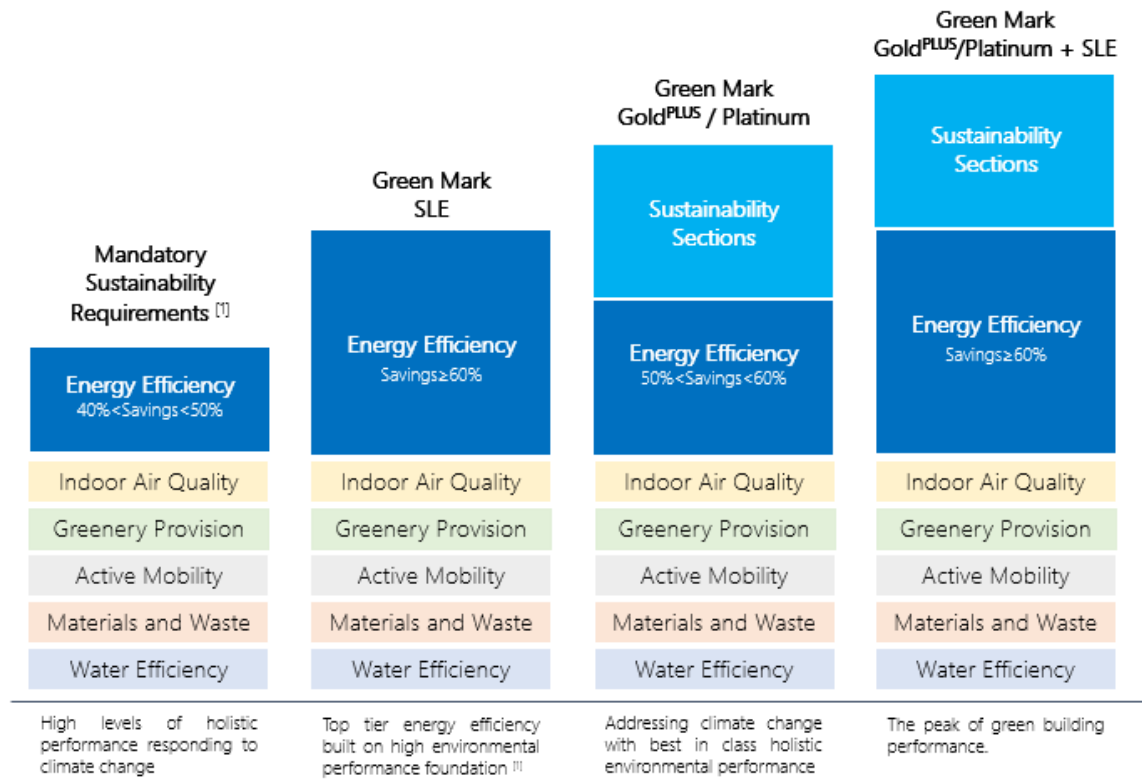 Mandatory
Sustainability
Requirements [1]
Energy Efficiency
40%<Savings<50%
Indoor Air Quality
Greenery Provision
Active Mobility
Materials and Waste
Water Efficiency
High levels of holistic
performance responding to
climate change
Green Mark
SLE
Energy Efficiency
Savings≥60%
Indoor Air Quality
Greenery Provision
Active Mobility
Materials and Waste
Water Efficiency
Top tier energy efficiency
built on high environmental
performance foundation [1]
Green Mark
GoldPLUS / Platinum
Sustainability
Sections
Energy Efficiency
50%<Savings<60%
Indoor Air Quality
Greenery Provision
Active Mobility
Materials and Waste
Water Efficiency
Addressing climate change
with best in class holistic
environmental performance
Green Mark
GoldPLUS/Platinum + SLE
Sustainability
Sections
Energy Efficiency
Savings≥60%
Indoor Air Quality
Greenery Provision
Active Mobility
Materials and Waste
Water Efficiency
The peak of green building
performance.